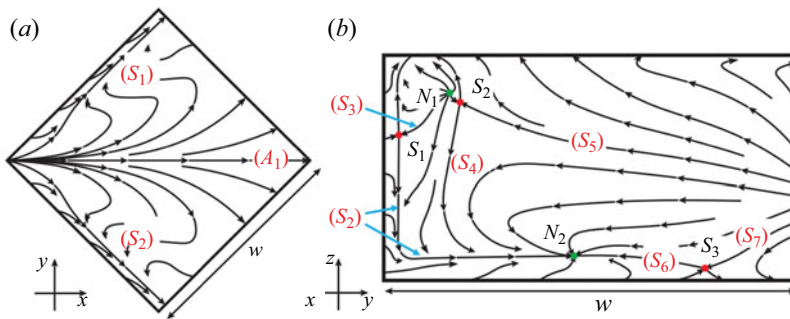 (a)
(S1)
(A1)
(S2)
w
y
x
(b)
N1
S2
(S3)
(S5)
S1
(S4)
(S2)
N2
S3
(S7)
(S6)
z
x
y
w